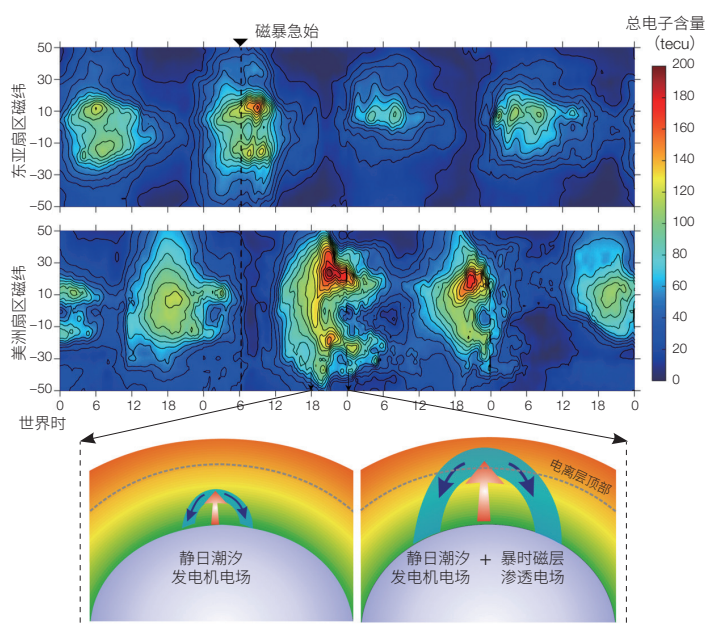 磁暴急始
总电子含量
（tecu）
东亚扇区磁纬
50
30
10
−10
−30
−50
美洲扇区磁纬
50
30
10
−10
−30
−50
200
180
160
140
120
100
80
60
40
20
0
0 6 12 18 0 6 12 18 0 6 12 18 0 6 12 18 0
世界时
电离层顶部
静日潮汐
发电机电场
静日潮汐 + 暴时磁层
发电机电场 渗透电场